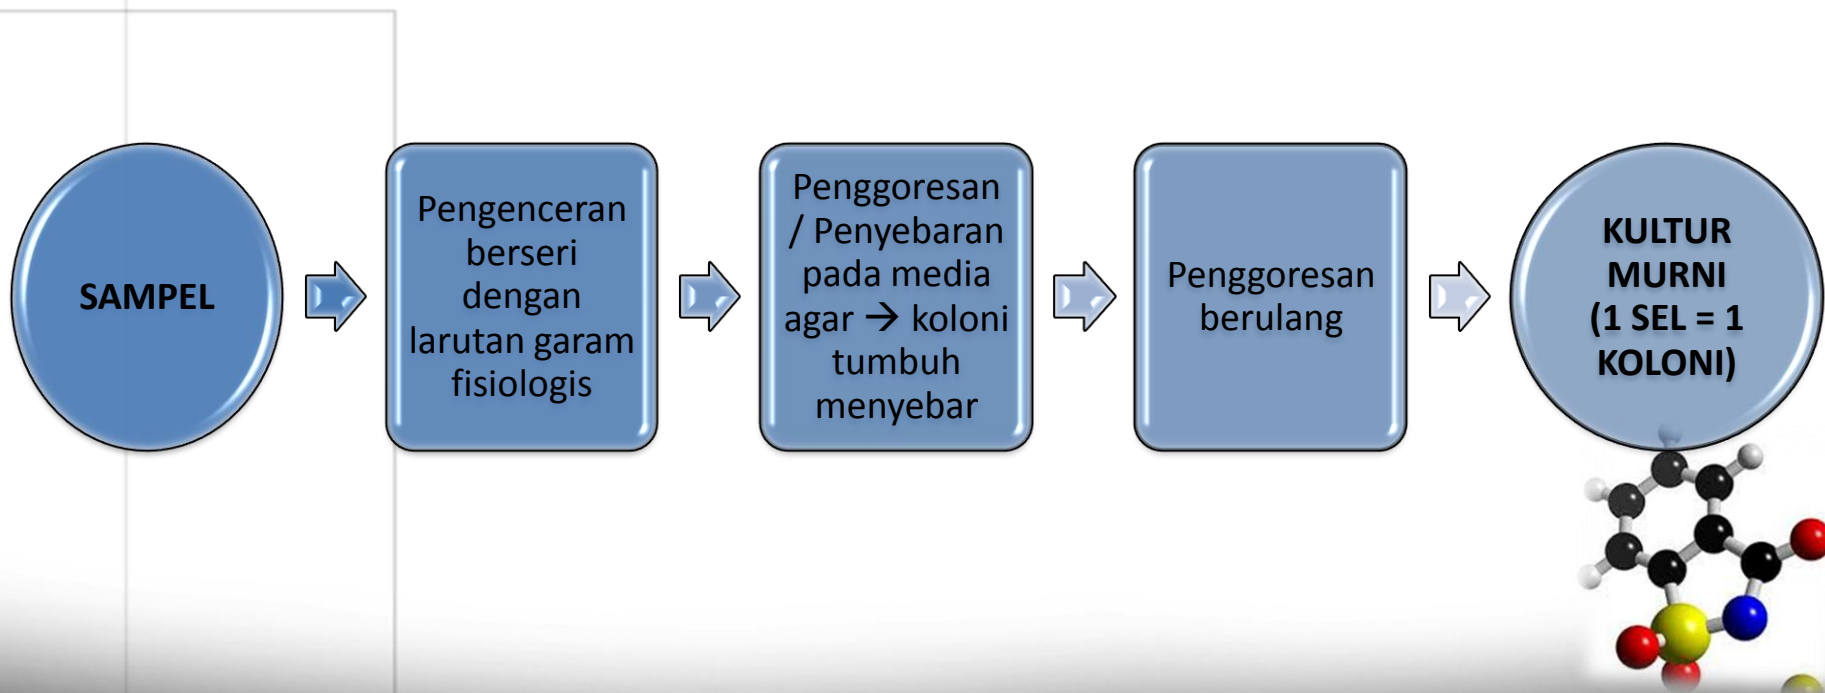 SAMPEL
Pengenceran
berseri
dengan
larutan garam
fisiologis
Penggoresan
/ Penyebaran
pada media
agar → koloni
tumbuh
menyebar
Penggoresan
berulang
KULTUR
MURNI
(1 SEL = 1
KOLONI)